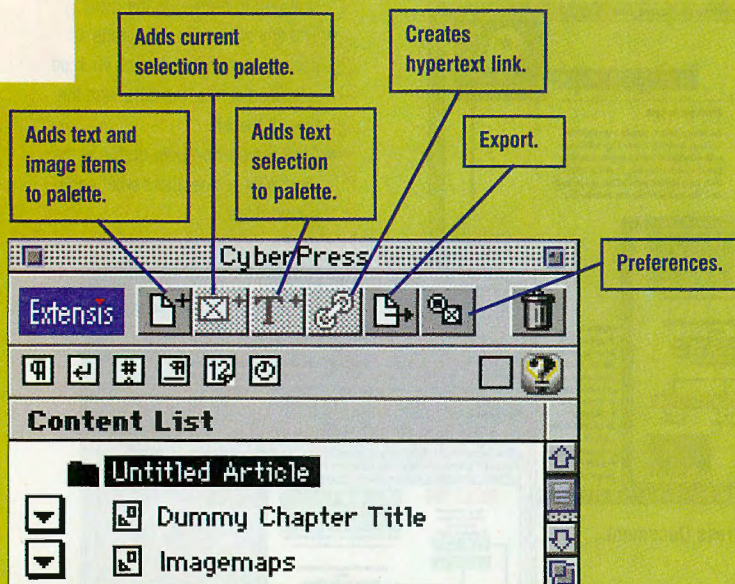 Adds current
selection to palette.
Creates
hypertext link.
Adds text and
image items
to palette.
Adds text
selection
to palette.
Export.
Preferences.
CyberPress
Extensis
T
12
Content List
Untitled Article
Dummy Chapter Title
Imagemaps